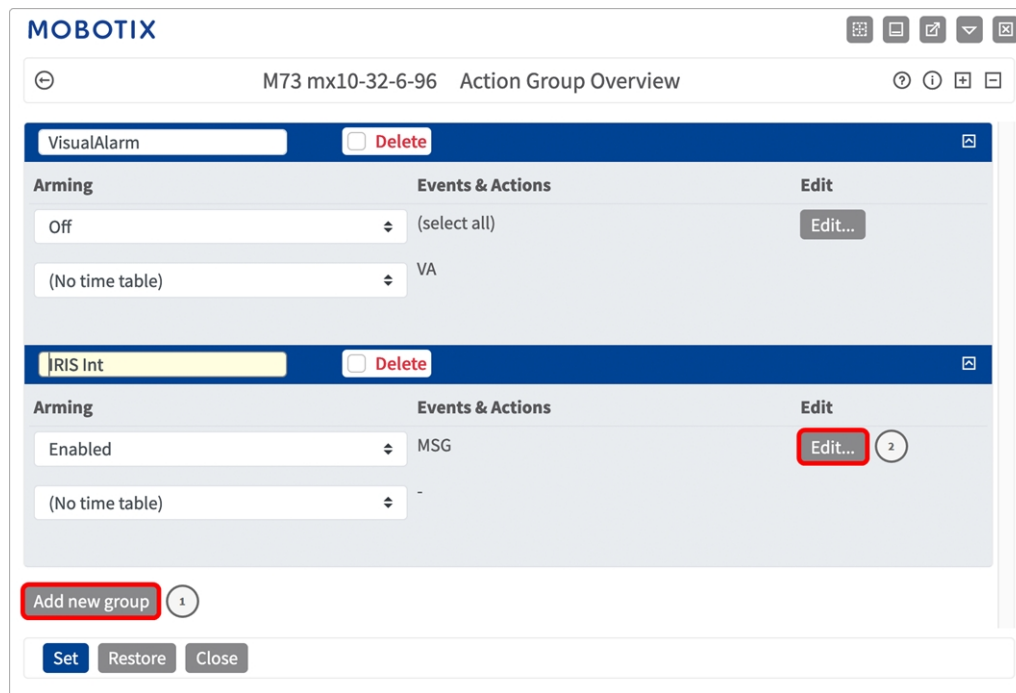 MOBOTIX
M73 mx10-32-6-96 Action Group Overview
VisualAlarm Delete
Arming Events & Actions Edit
Off (select all) Edit...
(No time table) VA
IRIS Int Delete
Arming Events & Actions Edit
Enabled MSG Edit... 2
(No time table) -
Add new group 1
Set Restore Close